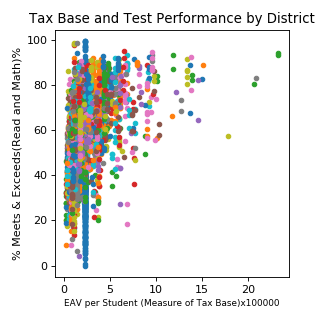 Tax Base and Test Performance by District
% Meets & Exceeds(Read and Math)%
100
80
60
40
20
0
0 5 10 15 20
EAV per Student (Measure of Tax Base)x100000